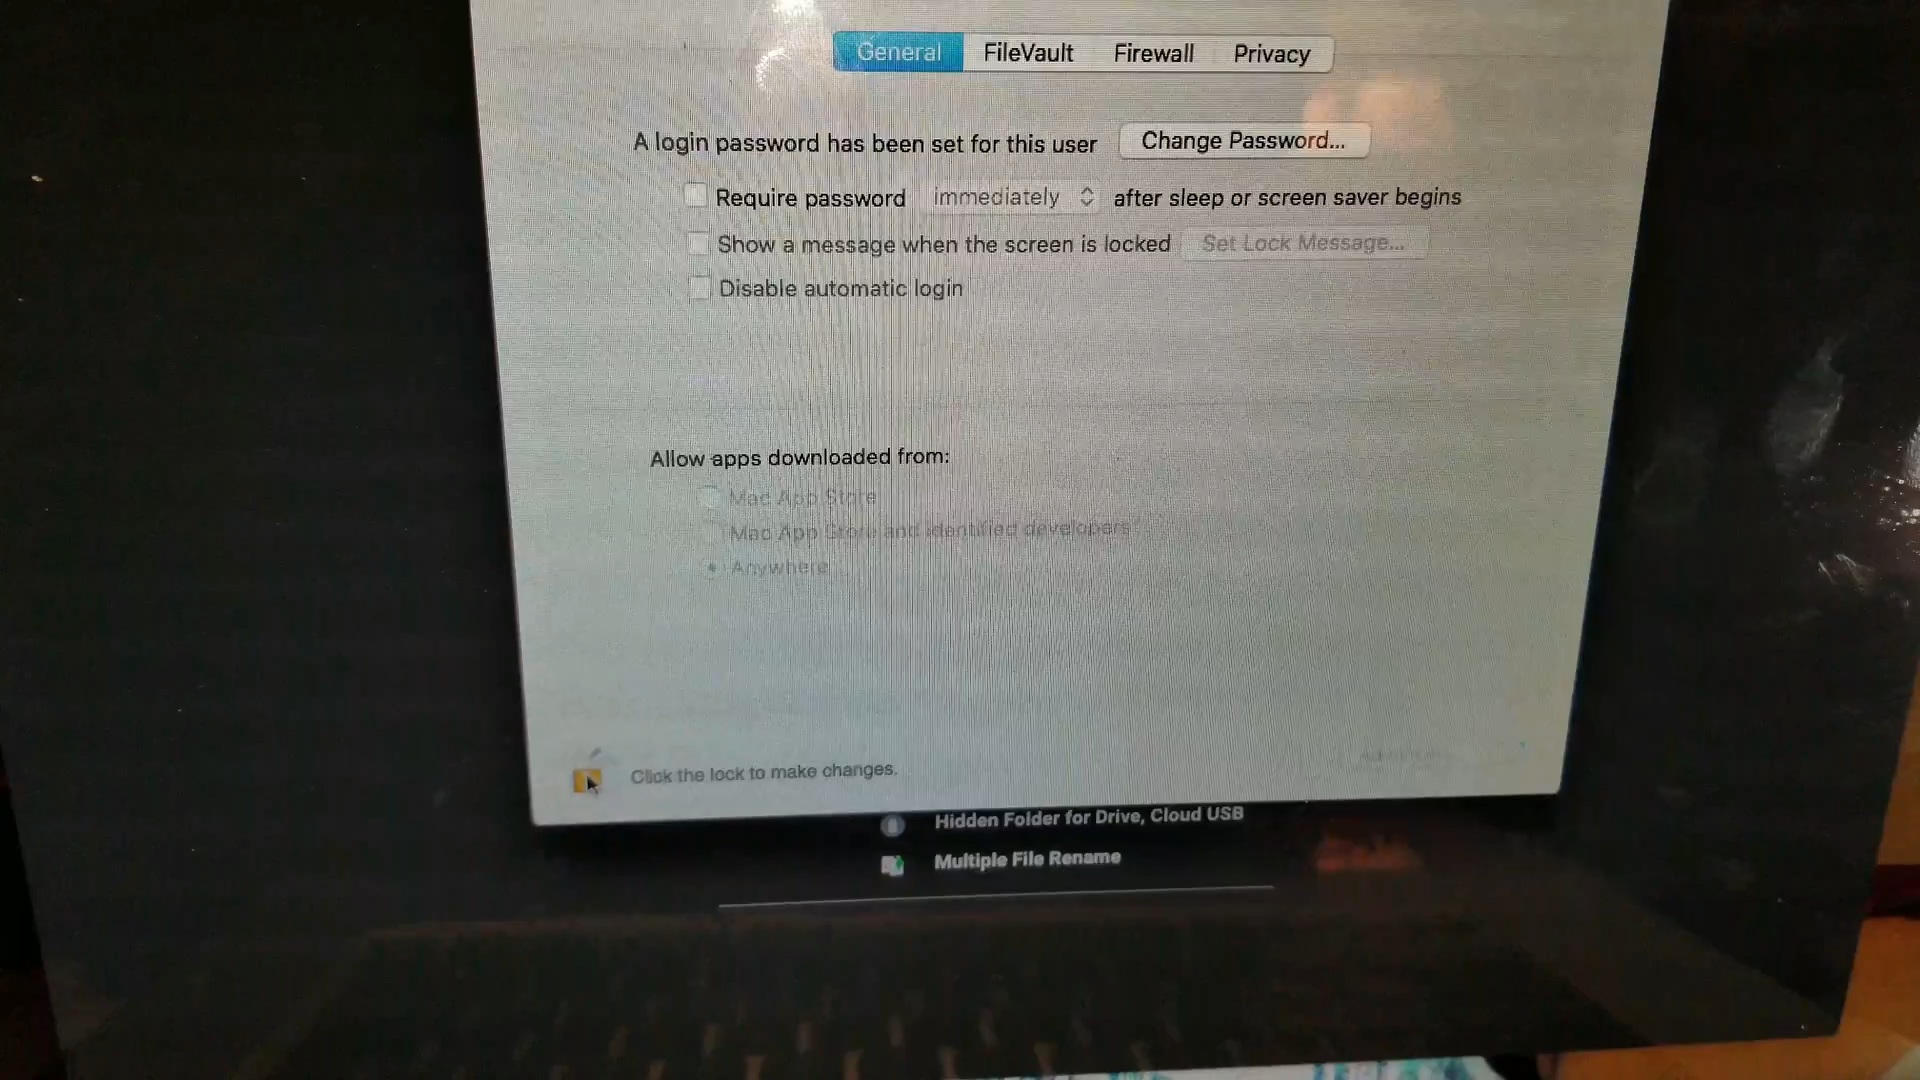 General FileVault Firewall Privacy
A login password has been set for this user Change Password...
Require password immediately after sleep or screen saver begins
Show a message when the screen is locked Set Lock Message...
Disable automatic login
Allow apps downloaded from:
Mac App Store
Mac App Store and identified developers
Anywhere
Click the lock to make changes.
Hidden Folder for Drive, Cloud USB
Multiple File Rename